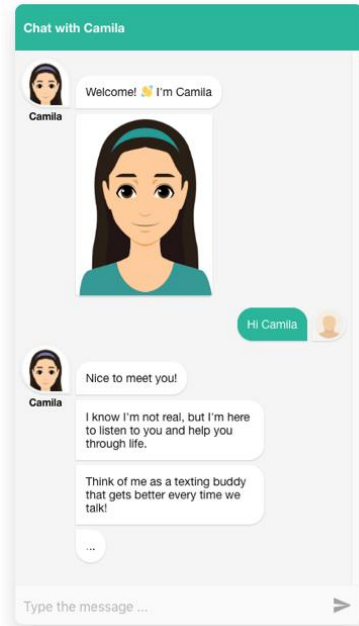 Chat with Camila
Welcome! 👋 I'm Camila
Camila
Hi Camila
Nice to meet you!
Camila
I know I'm not real, but I'm here
to listen to you and help you
through life.
Think of me as a texting buddy
that gets better every time we
talk!
...
Type the message ...